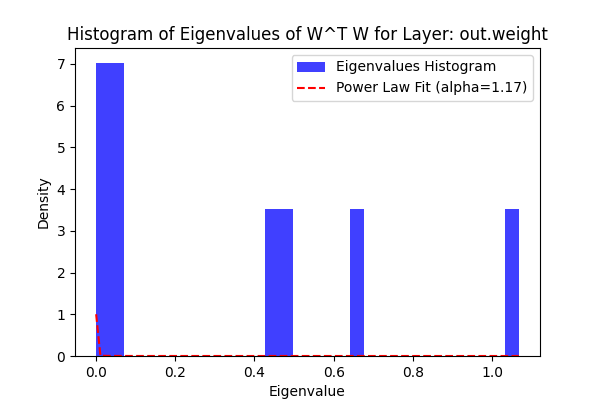 Histogram of Eigenvalues of W^T W for Layer: out.weight
Eigenvalues Histogram
Power Law Fit (alpha=1.17)
7
6
5
4
3
2
1
0
Density
0.0 0.2 0.4 0.6 0.8 1.0
Eigenvalue